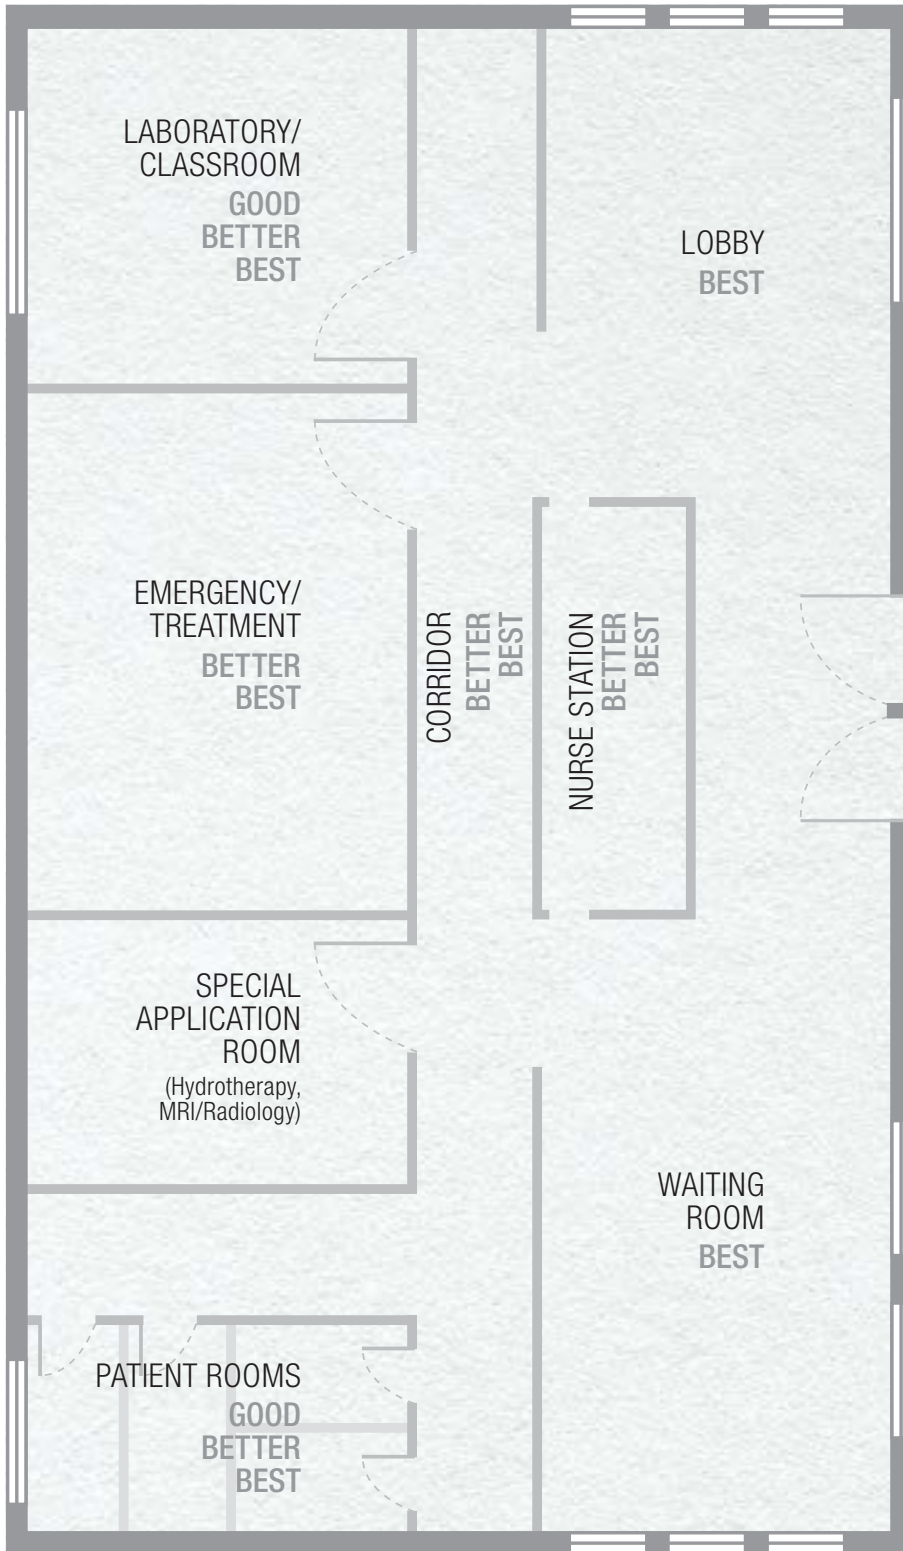 LABORATORY/
CLASSROOM
GOOD
BETTER
BEST
LOBBY
BEST
EMERGENCY/
TREATMENT
BETTER
BEST
CORRIDOR
BETTER
BEST
NURSE STATION
BETTER
BEST
SPECIAL
APPLICATION
ROOM
(Hydrotherapy,
MRI/Radiology)
WAITING
ROOM
BEST
PATIENT ROOMS
GOOD
BETTER
BEST